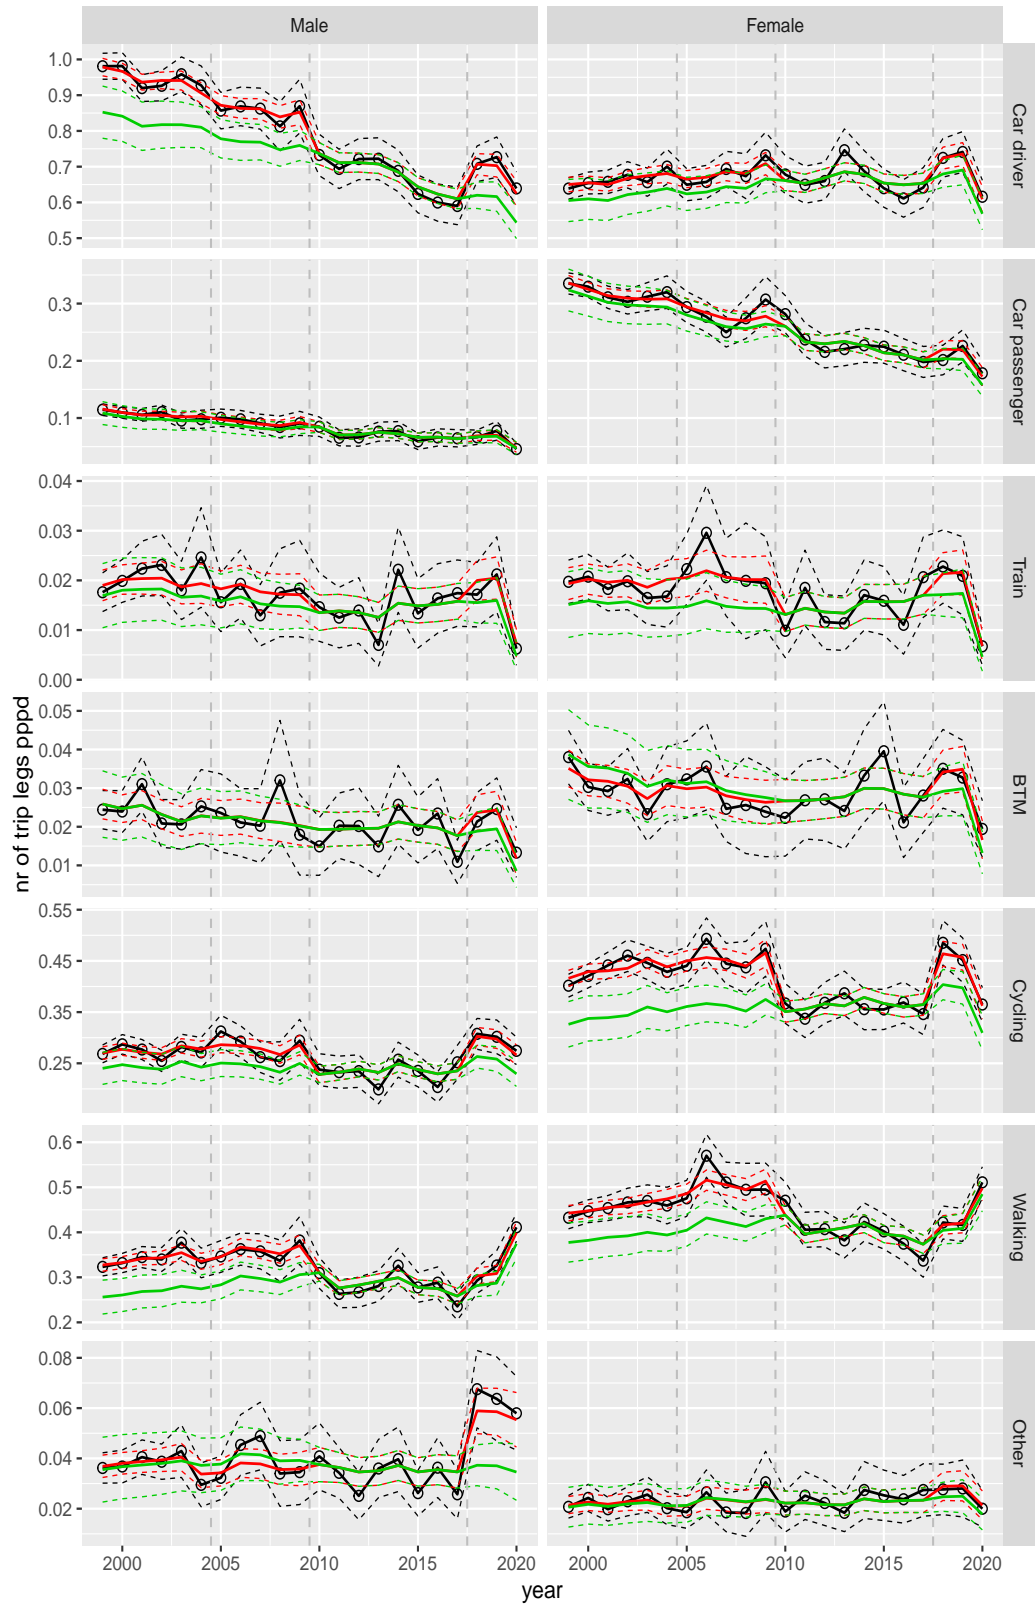 Male
Female
1.0
0.9
0.8
0.7
0.6
0.5
Car driver
0.3
0.2
0.1
Car passenger
0.04
0.03
0.02
0.01
0.00
Train
0.05
0.04
0.03
0.02
0.01
BTM
0.55
0.45
0.35
0.25
Cycling
0.6
0.5
0.4
0.3
0.2
Walking
0.08
0.06
0.04
0.02
Other
nr of trip legs pppd
2000 2005 2010 2015 2020 2000 2005 2010 2015 2020
year